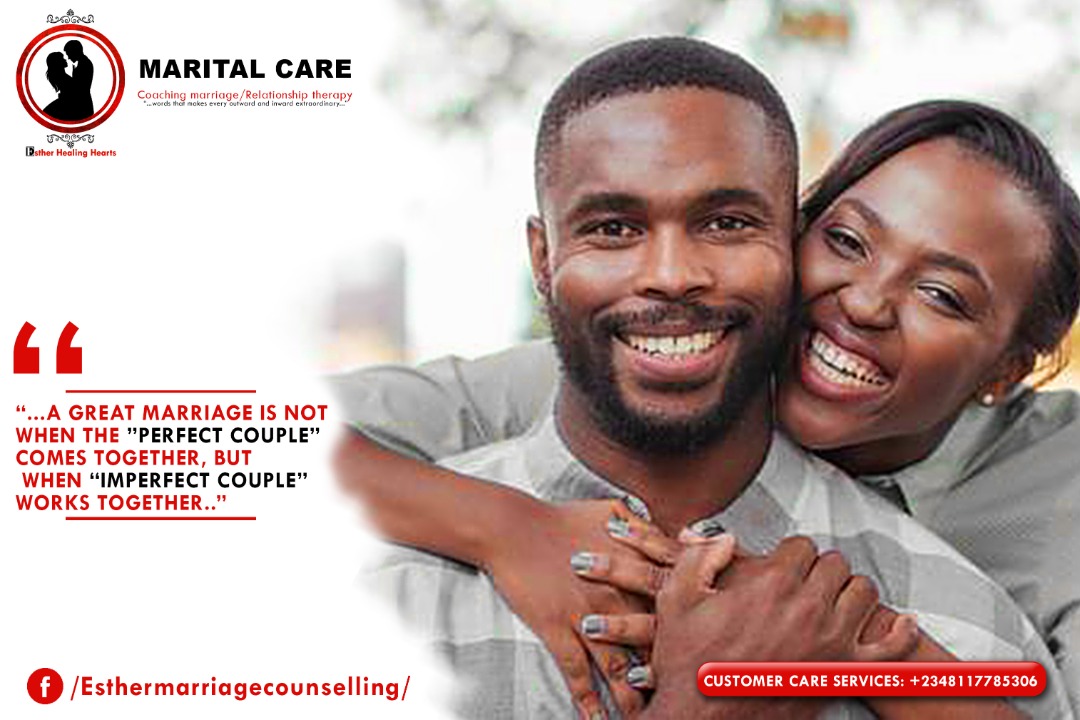 MARITAL CARE
Coaching marriage/Relationship therapy
"...words that makes every outward and inward extraordinary...
Esther Healing Hearts
“
“...A GREAT MARRIAGE IS NOT
WHEN THE ”PERFECT COUPLE”
COMES TOGETHER, BUT
WHEN “IMPERFECT COUPLE”
WORKS TOGETHER..”
f /Esthermarriagecounselling/
CUSTOMER CARE SERVICES: +2348117785306